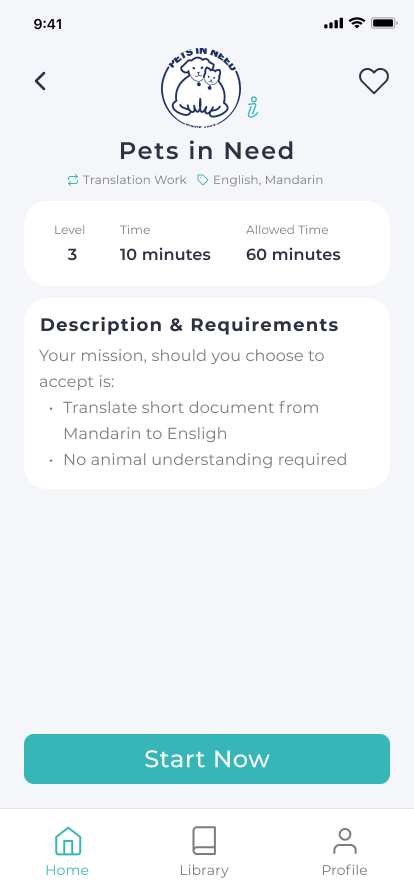 9:41
PETS IN NEED
Pets in Need
Translation Work English, Mandarin
Level Time Allowed Time
3 10 minutes 60 minutes
Description & Requirements
Your mission, should you choose to
accept is:
• Translate short document from
Mandarin to Ensligh
• No animal understanding required
Start Now
Home Library Profile